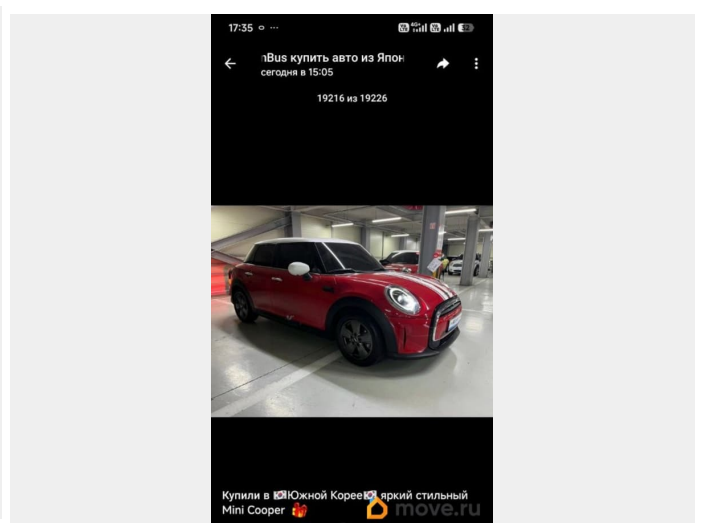 17:35
4G+
nBus купить авто из Япон
сегодня в 15:05
19216 из 19226
Купили в 🇰🇷Южной Корее🇰🇷 яркий стильный
Mini Cooper 🎁
move.ru